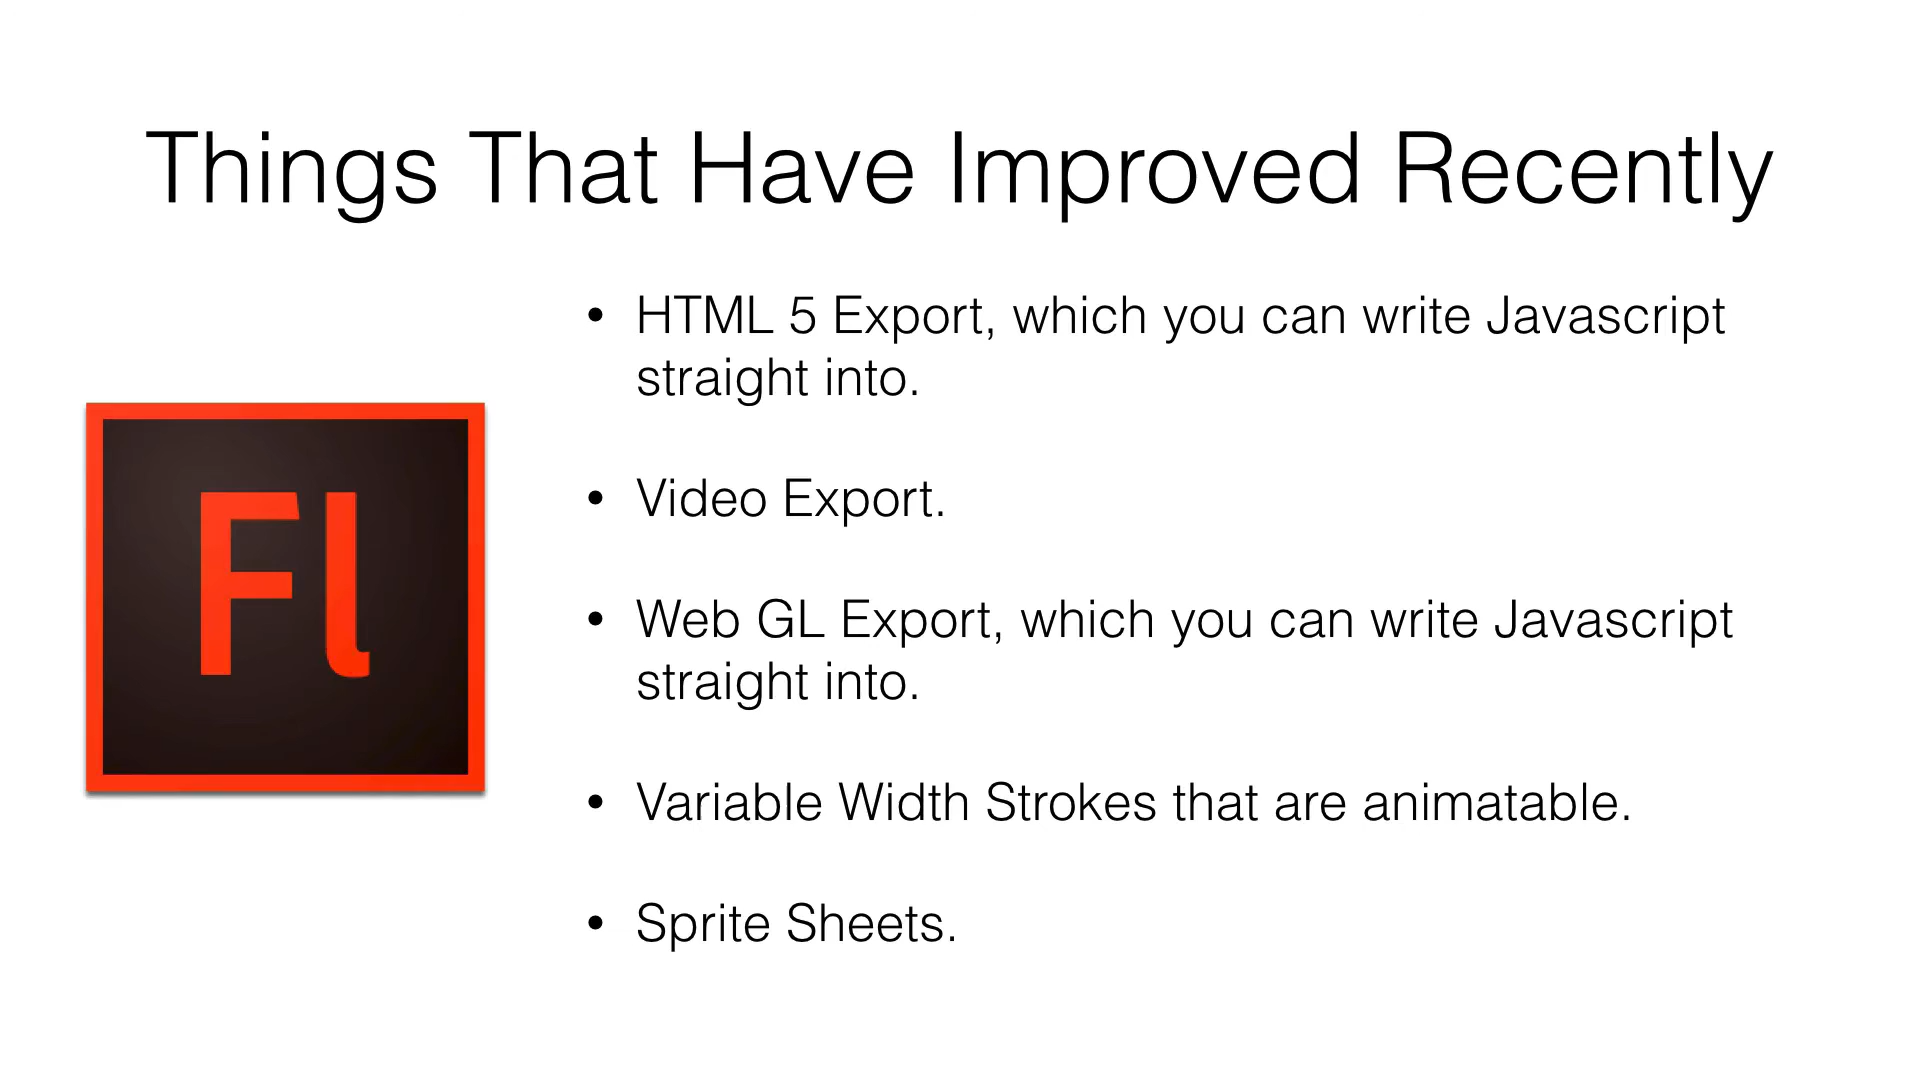 Things That Have Improved Recently
Fl
• HTML 5 Export, which you can write Javascript
straight into.
• Video Export.
• Web GL Export, which you can write Javascript
straight into.
• Variable Width Strokes that are animatable.
• Sprite Sheets.